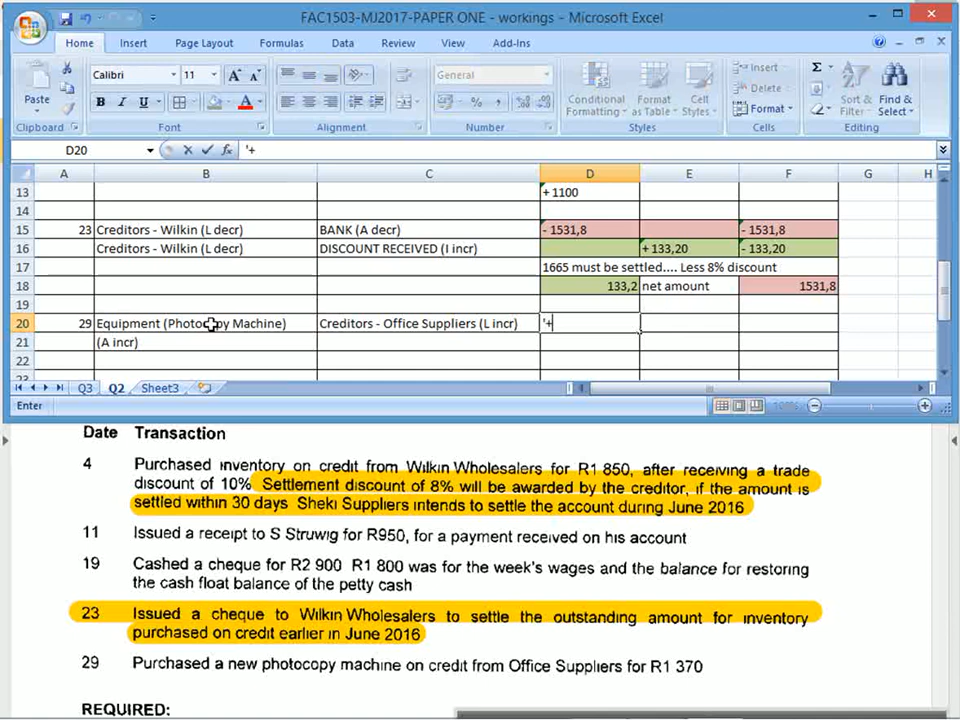 FAC1503-MJ2017-PAPER ONE - workings - Microsoft Excel
Home Insert Page Layout Formulas Data Review View Add-Ins
Calibri 11 General Insert Σ
Paste B I U % Conditional Formatting Format as Table Cell Styles Delete Format Sort & Filter Find & Select
Clipboard Font Alignment Number Styles Cells Editing
D20 fx '+
A B C D E F G H
13 + 1100
14
15 23 Creditors - Wilkin (L decr) BANK (A decr) - 1531,8 - 1531,8
16 Creditors - Wilkin (L decr) DISCOUNT RECEIVED (I incr) + 133,20 - 133,20
17 1665 must be settled.... Less 8% discount
18 133,2 net amount 1531,8
19
20 29 Equipment (Photocopy Machine) Creditors - Office Suppliers (L incr) '+
21 (A incr)
22
Q3 Q2 Sheet3
Enter 100%
Date Transaction
4 Purchased inventory on credit from Wilkin Wholesalers for R1 850, after receiving a trade
discount of 10% Settlement discount of 8% will be awarded by the creditor, if the amount is
settled within 30 days Sheki Suppliers intends to settle the account during June 2016
11 Issued a receipt to S Struwig for R950, for a payment received on his account
19 Cashed a cheque for R2 900 R1 800 was for the week's wages and the balance for restoring
the cash float balance of the petty cash
23 Issued a cheque to Wilkin Wholesalers to settle the outstanding amount for inventory
purchased on credit earlier in June 2016
29 Purchased a new photocopy machine on credit from Office Suppliers for R1 370
REQUIRED: